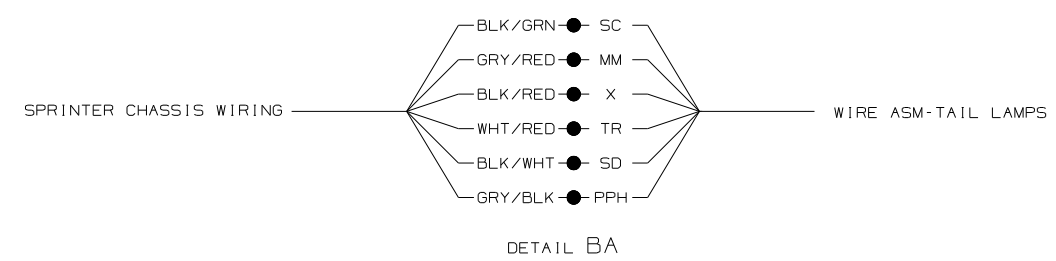 BLK/GRN SC
GRY/RED MM
BLK/RED X
SPRINTER CHASSIS WIRING WIRE ASM-TAIL LAMPS
WHT/RED TR
BLK/WHT SD
GRY/BLK PPH
DETAIL BA